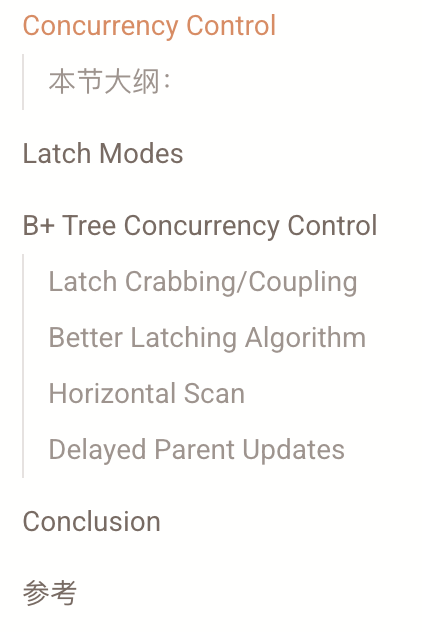 Concurrency Control
本节大纲：
Latch Modes
B+ Tree Concurrency Control
Latch Crabbing/Coupling
Better Latching Algorithm
Horizontal Scan
Delayed Parent Updates
Conclusion
参考